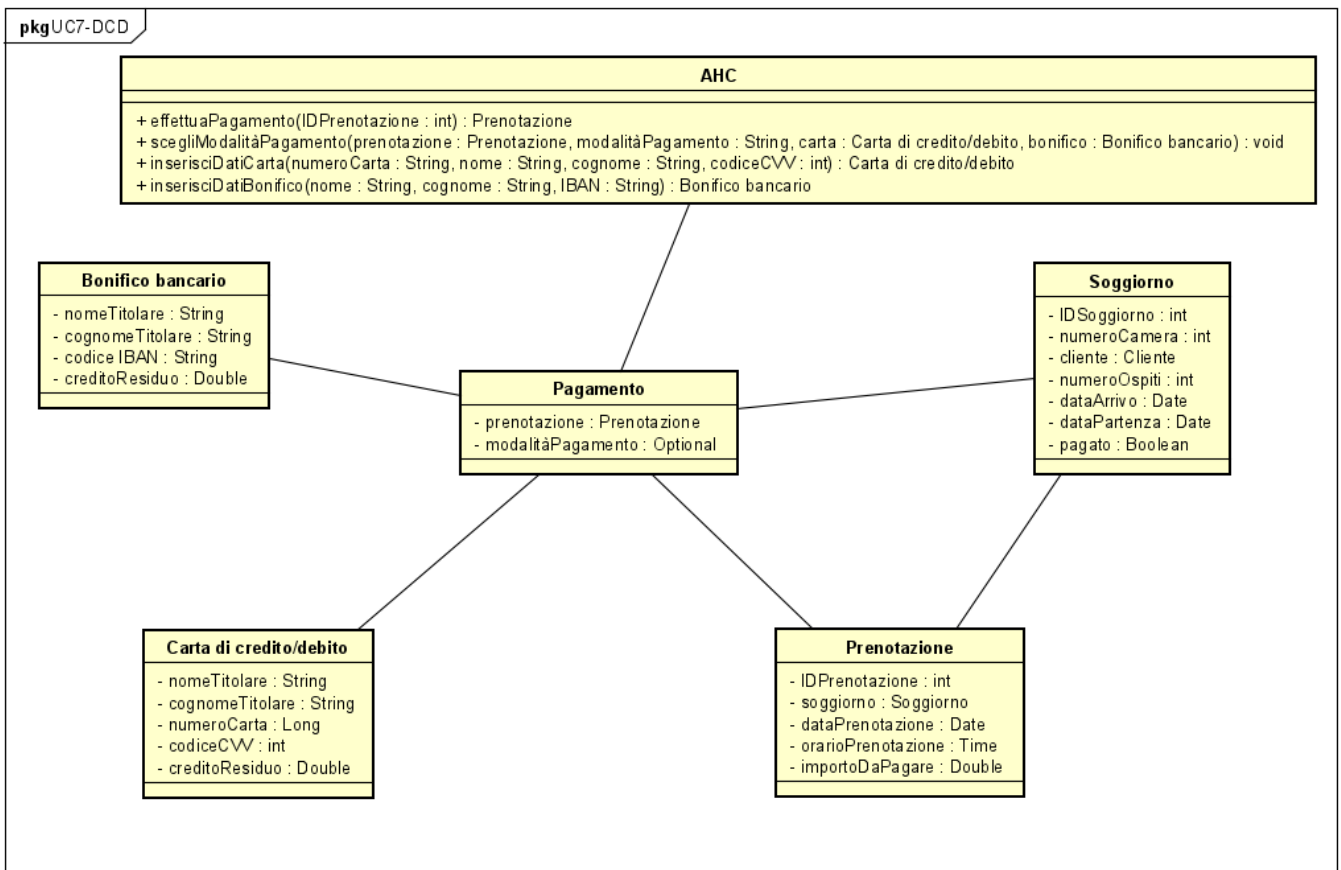 pkg UC7-DCD
AHC
+ effettuaPagamento(IDPrenotazione : int) : Prenotazione
+ scegliModalitàPagamento(prenotazione : Prenotazione, modalitàPagamento : String, carta : Carta di credito/debito, bonifico : Bonifico bancario) : void
+ inserisciDatiCarta(numeroCarta : String, nome : String, cognome : String, codiceCVV : int) : Carta di credito/debito
+ inserisciDatiBonifico(nome : String, cognome : String, IBAN : String) : Bonifico bancario
Bonifico bancario
- nomeTitolare : String
- cognomeTitolare : String
- codice IBAN : String
- creditoResiduo : Double
Soggiorno
- IDSoggiorno : int
- numeroCamera : int
- cliente : Cliente
- numeroOspiti : int
- dataArrivo : Date
- dataPartenza : Date
- pagato : Boolean
Pagamento
- prenotazione : Prenotazione
- modalitàPagamento : Optional
Carta di credito/debito
- nomeTitolare : String
- cognomeTitolare : String
- numeroCarta : Long
- codiceCVV : int
- creditoResiduo : Double
Prenotazione
- IDPrenotazione : int
- soggiorno : Soggiorno
- dataPrenotazione : Date
- orarioPrenotazione : Time
- importoDaPagare : Double